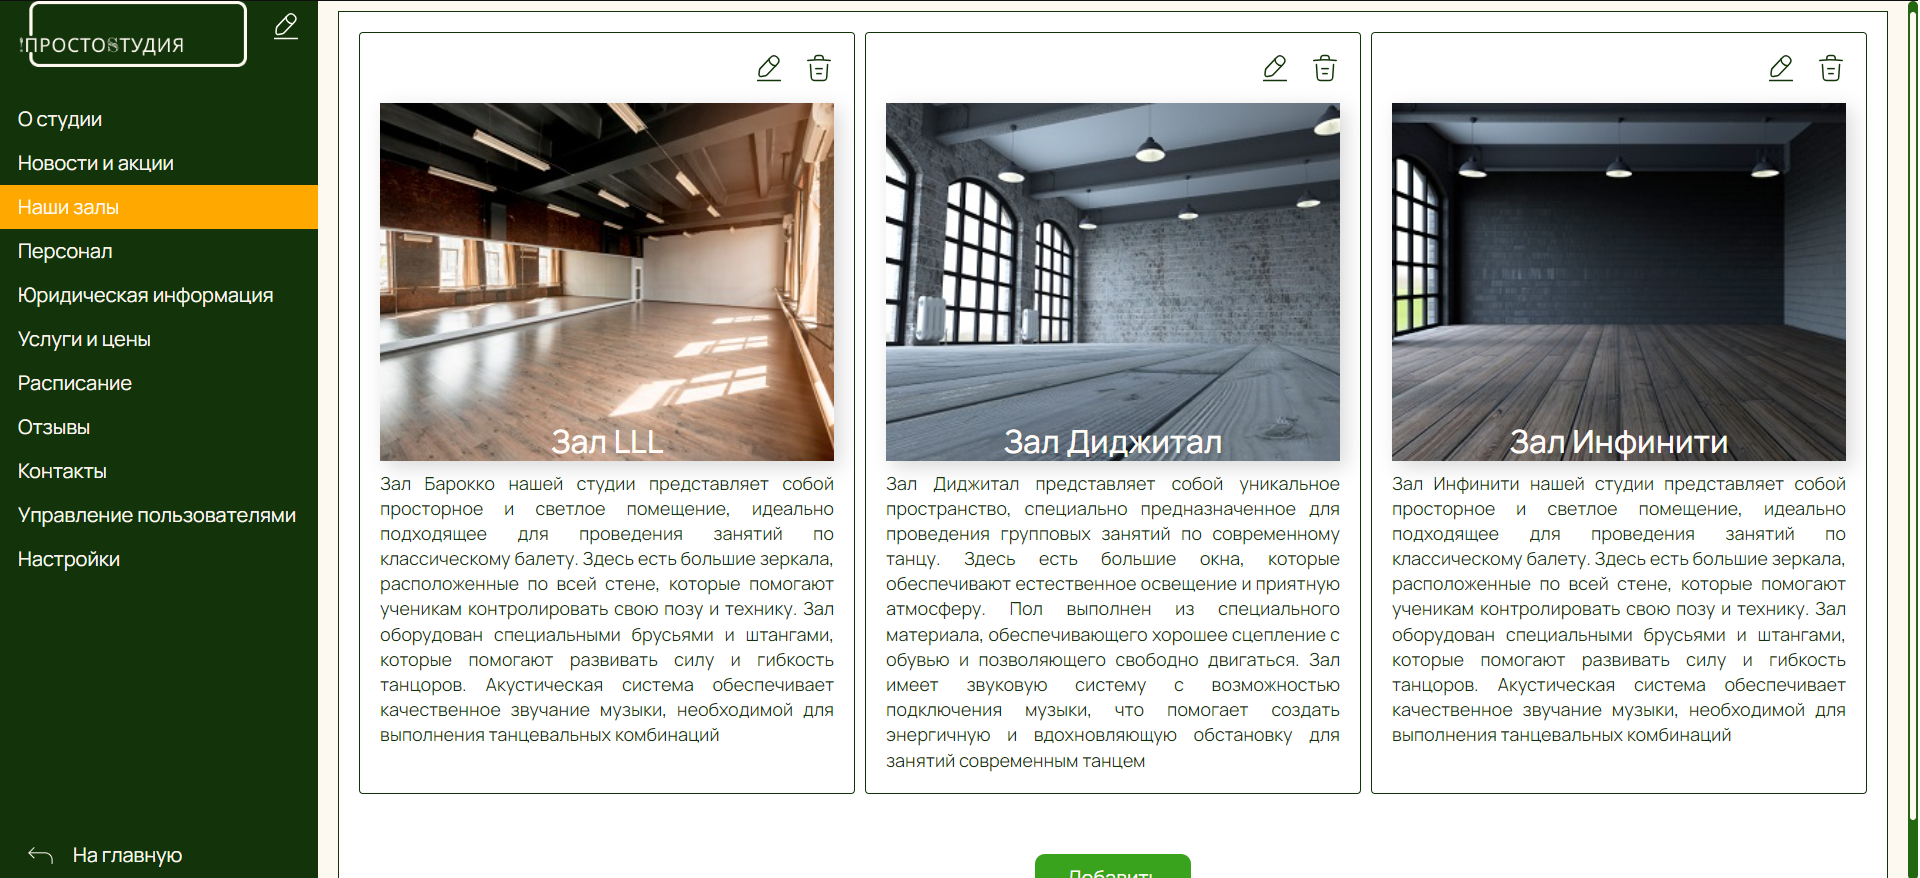 !ПРОСТОSТУДИЯ
О студии
Новости и акции
Наши залы
Персонал
Юридическая информация
Услуги и цены
Расписание
Отзывы
Контакты
Управление пользователями
Настройки
На главную
Зал LLL
Зал Барокко нашей студии представляет собой
просторное и светлое помещение, идеально
подходящее для проведения занятий по
классическому балету. Здесь есть большие зеркала,
расположенные по всей стене, которые помогают
ученикам контролировать свою позу и технику. Зал
оборудован специальными брусьями и штангами,
которые помогают развивать силу и гибкость
танцоров. Акустическая система обеспечивает
качественное звучание музыки, необходимой для
выполнения танцевальных комбинаций
Зал Диджитал
Зал Диджитал представляет собой уникальное
пространство, специально предназначенное для
проведения групповых занятий по современному
танцу. Здесь есть большие окна, которые
обеспечивают естественное освещение и приятную
атмосферу. Пол выполнен из специального
материала, обеспечивающего хорошее сцепление с
обувью и позволяющего свободно двигаться. Зал
имеет звуковую систему с возможностью
подключения музыки, что помогает создать
энергичную и вдохновляющую обстановку для
занятий современным танцем
Зал Инфинити
Зал Инфинити нашей студии представляет собой
просторное и светлое помещение, идеально
подходящее для проведения занятий по
классическому балету. Здесь есть большие зеркала,
расположенные по всей стене, которые помогают
ученикам контролировать свою позу и технику. Зал
оборудован специальными брусьями и штангами,
которые помогают развивать силу и гибкость
танцоров. Акустическая система обеспечивает
качественное звучание музыки, необходимой для
выполнения танцевальных комбинаций
Добавить